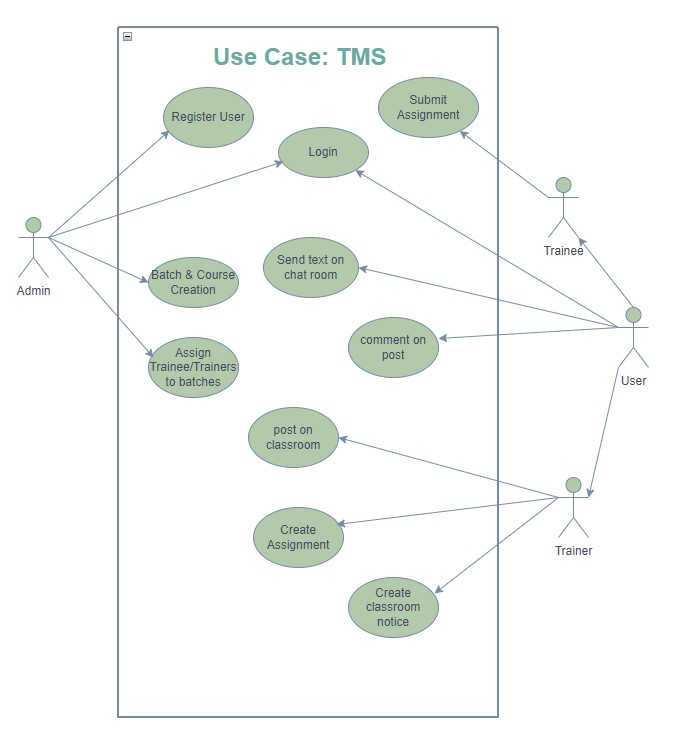 Use Case: TMS
Submit
Assignment
Register User
Login
Trainee
Send text on
chat room
Batch & Course
Creation
Admin
comment on
post
Assign
Trainee/Trainers
to batches
User
post on
classroom
Create
Assignment
Trainer
Create
classroom
notice